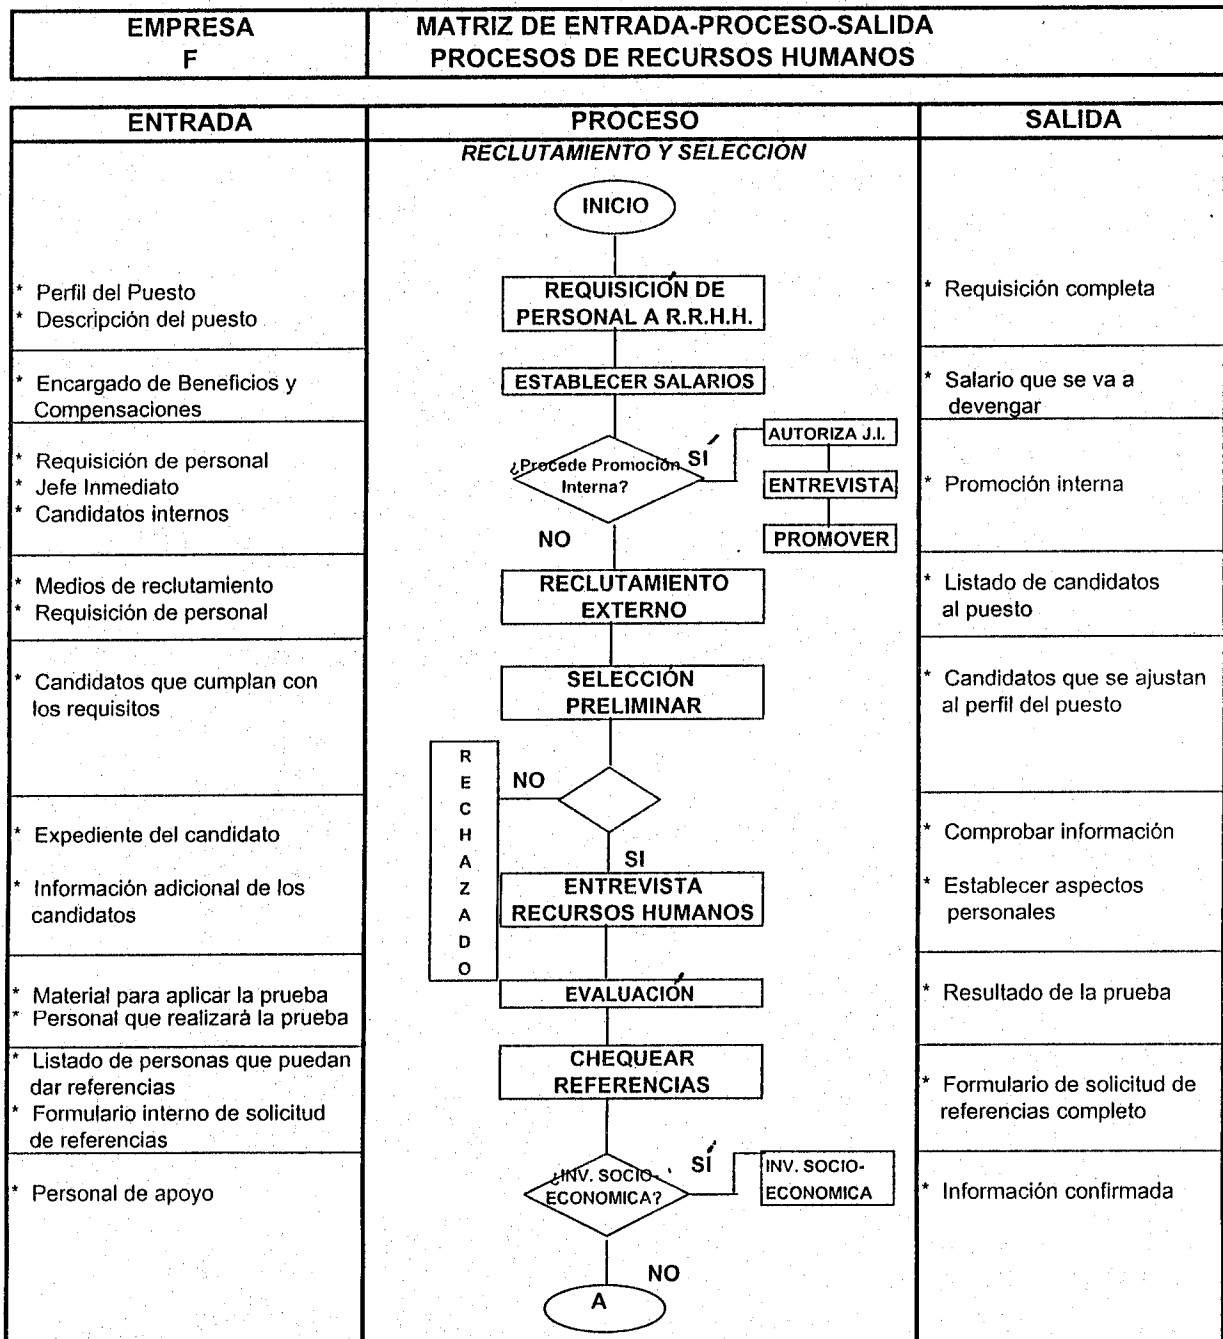 EMPRESA
F
MATRIZ DE ENTRADA-PROCESO-SALIDA
PROCESOS DE RECURSOS HUMANOS
ENTRADA
PROCESO
SALIDA
RECLUTAMIENTO Y SELECCIÓN
INICIO
* Perfil del Puesto
* Descripción del puesto
REQUISICIÓN DE
PERSONAL A R.R.H.H.
* Requisición completa
* Encargado de Beneficios y
Compensaciones
ESTABLECER SALARIOS
* Salario que se va a
devengar
* Requisición de personal
* Jefe Inmediato
* Candidatos internos
¿Procede Promoción
Interna?
SÍ
AUTORIZA J.I.
ENTREVISTA
PROMOVER
NO
* Promoción interna
* Medios de reclutamiento
* Requisición de personal
RECLUTAMIENTO
EXTERNO
* Listado de candidatos
al puesto
* Candidatos que cumplan con
los requisitos
SELECCIÓN
PRELIMINAR
* Candidatos que se ajustan
al perfil del puesto
RECHAZADO
NO
SI
* Expediente del candidato
* Información adicional de los
candidatos
ENTREVISTA
RECURSOS HUMANOS
* Comprobar información
* Establecer aspectos
personales
* Material para aplicar la prueba
* Personal que realizará la prueba
EVALUACIÓN
* Resultado de la prueba
* Listado de personas que puedan
dar referencias
* Formulario interno de solicitud
de referencias
CHEQUEAR
REFERENCIAS
* Formulario de solicitud de
referencias completo
* Personal de apoyo
¿INV. SOCIO-
ECONOMICA?
SÍ
INV. SOCIO-
ECONOMICA
* Información confirmada
NO
A